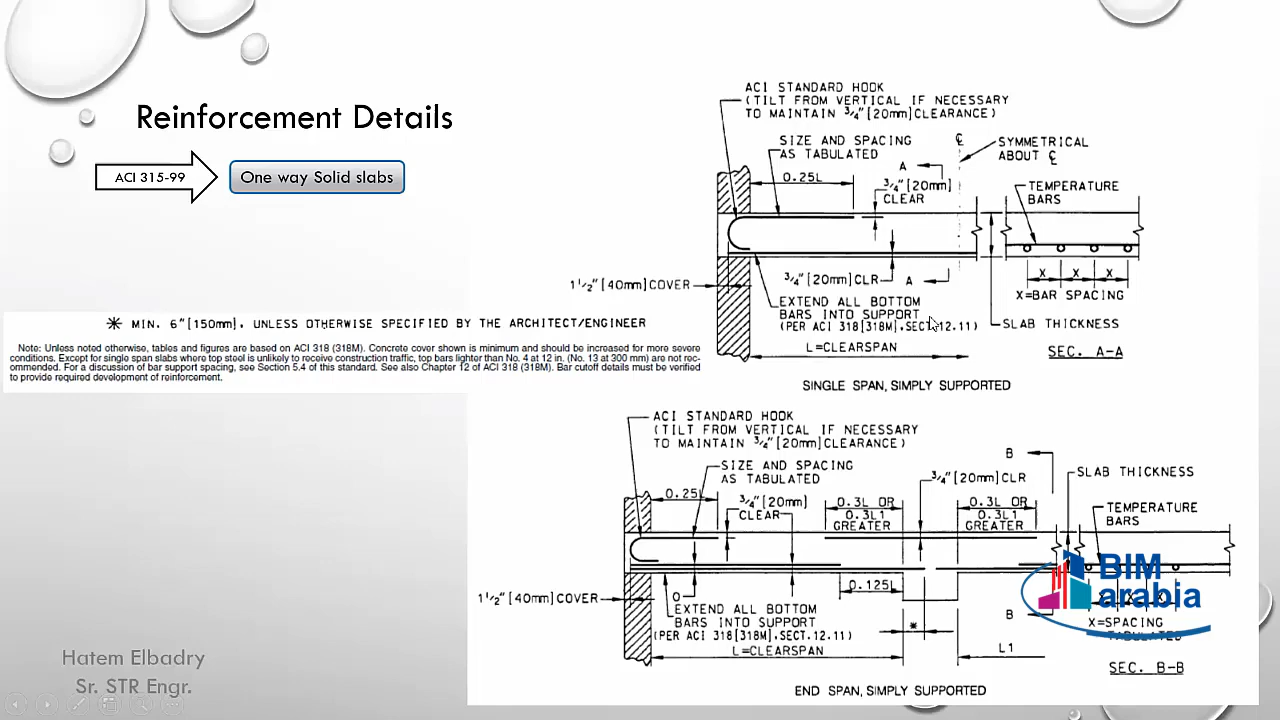 Reinforcement Details
ACI 315-99
One way Solid slabs
ACI STANDARD HOOK
(TILT FROM VERTICAL IF NECESSARY
TO MAINTAIN ¾"[20mm]CLEARANCE)
SIZE AND SPACING
AS TABULATED
℄
SYMMETRICAL
ABOUT ℄
A
0.25L
¾"[20mm]
CLEAR
TEMPERATURE
BARS
¾"[20mm]CLR
A
X
X
X
X=BAR SPACING
1½"[40mm]COVER
EXTEND ALL BOTTOM
BARS INTO SUPPORT
(PER ACI 318[318M].SECT.12.11)
SLAB THICKNESS
L=CLEARSPAN
SEC. A-A
SINGLE SPAN, SIMPLY SUPPORTED
* MIN. 6"[150mm], UNLESS OTHERWISE SPECIFIED BY THE ARCHITECT/ENGINEER
Note: Unless noted otherwise, tables and figures are based on ACI 318 (318M). Concrete cover shown is minimum and should be increased for more severe
conditions. Except for single span slabs where top steel is unlikely to receive construction traffic, top bars lighter than No. 4 at 12 in. (No. 13 at 300 mm) are not rec-
ommended. For a discussion of bar support spacing, see Section 5.4 of this standard. See also Chapter 12 of ACI 318 (318M). Bar cutoff details must be verified
to provide required development of reinforcement.
ACI STANDARD HOOK
(TILT FROM VERTICAL IF NECESSARY
TO MAINTAIN ¾"[20mm]CLEARANCE)
SIZE AND SPACING
AS TABULATED
B
¾"[20mm]CLR
SLAB THICKNESS
0.25L
¾"[20mm]
CLEAR
0.3L OR
0.3L1
GREATER
0.3L OR
0.3L1
GREATER
TEMPERATURE
BARS
0.125L
1½"[40mm]COVER
0
EXTEND ALL BOTTOM
BARS INTO SUPPORT
(PER ACI 318[318M].SECT.12.11)
*
B
X=SPACING
TABULATED
L=CLEARSPAN
L1
SEC. B-B
END SPAN, SIMPLY SUPPORTED
BIM
arabia
Hatem Elbadry
Sr. STR Engr.